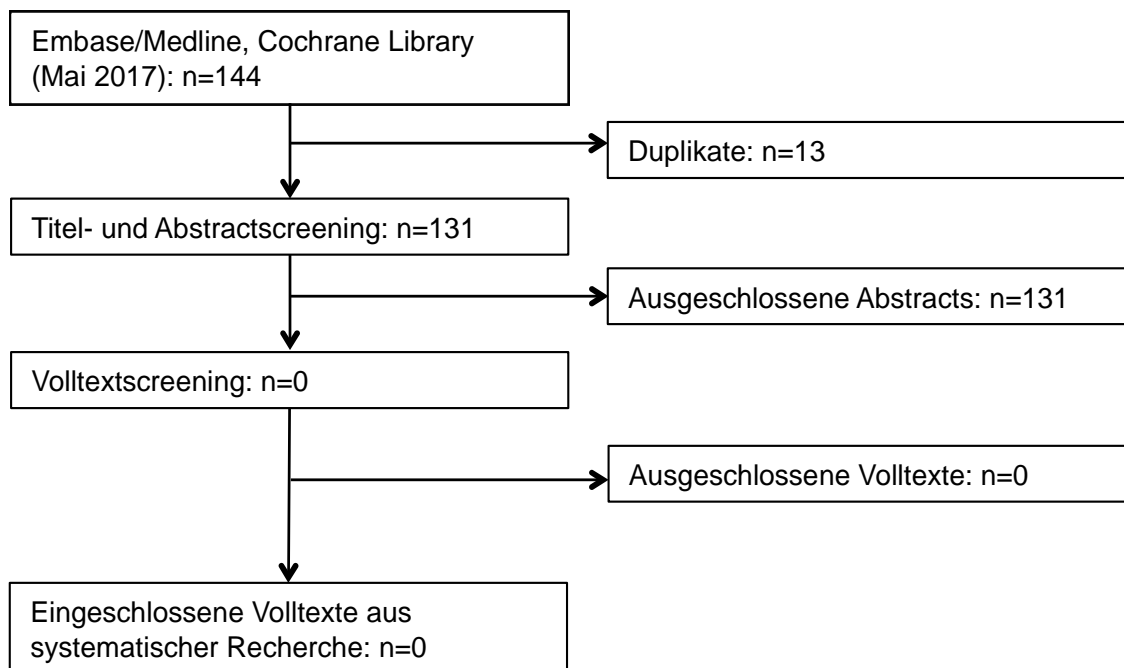 Embase/Medline, Cochrane Library
(Mai 2017): n=144
Duplikate: n=13
Titel- und Abstractscreening: n=131
Ausgeschlossene Abstracts: n=131
Volltextscreening: n=0
Ausgeschlossene Volltexte: n=0
Eingeschlossene Volltexte aus
systematischer Recherche: n=0